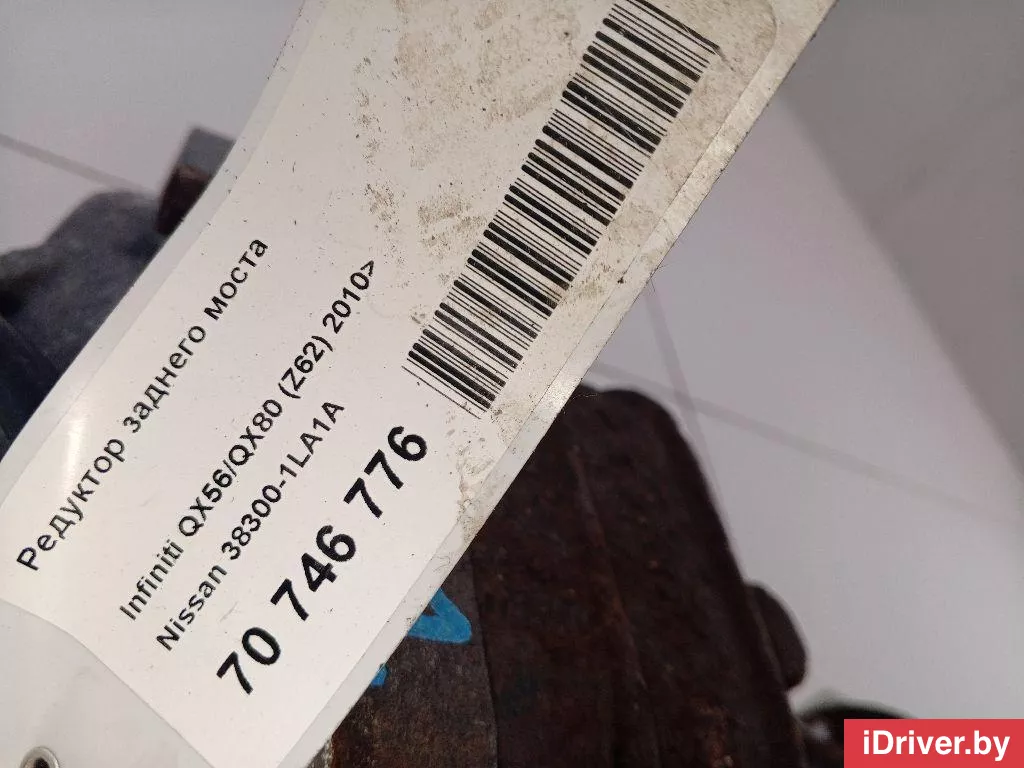 Редуктор заднего моста
Infiniti QX56/QX80 (Z62) 2010>
Nissan 38300-1LA1A
70 746 776
iDriver.by